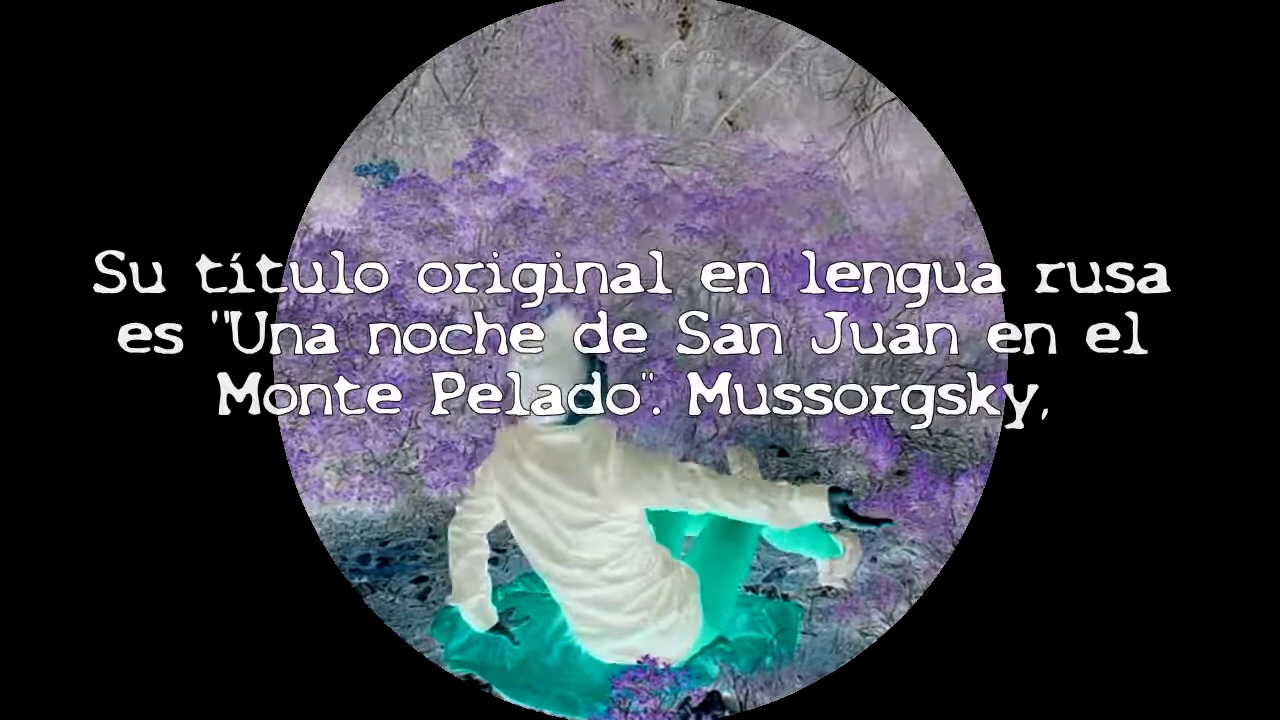 Su título original en lengua rusa
es "Una noche de San Juan en el
Monte Pelado". Mussorgsky,